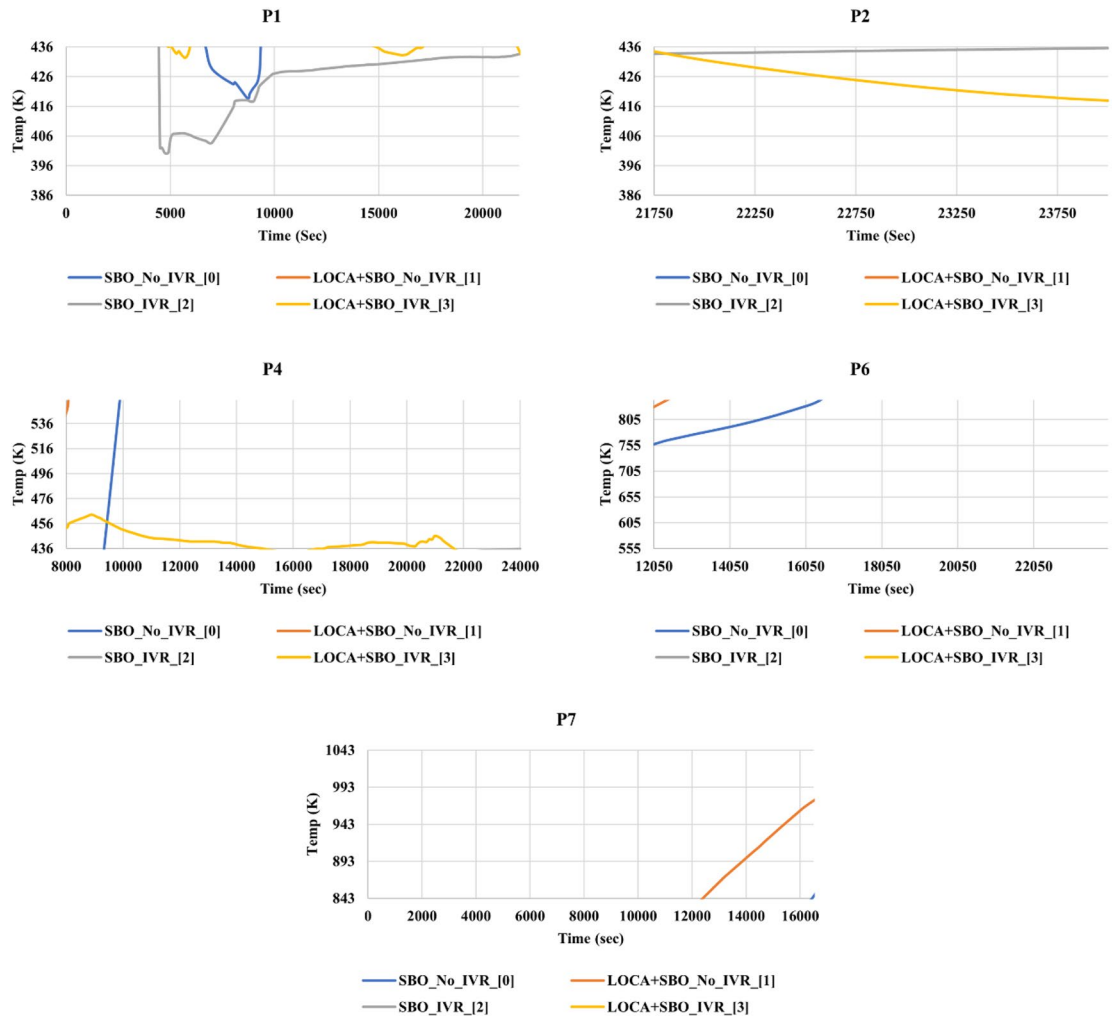 P1
Temp (K)
436
426
416
406
396
386
0 5000 10000 15000 20000
Time (Sec)
SBO_No_IVR_[0] LOCA+SBO_No_IVR_[1]
SBO_IVR_[2] LOCA+SBO_IVR_[3]
P2
Temp (K)
436
426
416
406
396
386
21750 22250 22750 23250 23750
Time (Sec)
SBO_No_IVR_[0] LOCA+SBO_No_IVR_[1]
SBO_IVR_[2] LOCA+SBO_IVR_[3]
P4
Temp (K)
536
516
496
476
456
436
8000 10000 12000 14000 16000 18000 20000 22000 24000
Time (sec)
SBO_No_IVR_[0] LOCA+SBO_No_IVR_[1]
SBO_IVR_[2] LOCA+SBO_IVR_[3]
P6
Temp (K)
805
755
705
655
605
555
12050 14050 16050 18050 20050 22050
Time (sec)
SBO_No_IVR_[0] LOCA+SBO_No_IVR_[1]
SBO_IVR_[2] LOCA+SBO_IVR_[3]
P7
Temp (K)
1043
993
943
893
843
0 2000 4000 6000 8000 10000 12000 14000 16000
Time (sec)
SBO_No_IVR_[0] LOCA+SBO_No_IVR_[1]
SBO_IVR_[2] LOCA+SBO_IVR_[3]